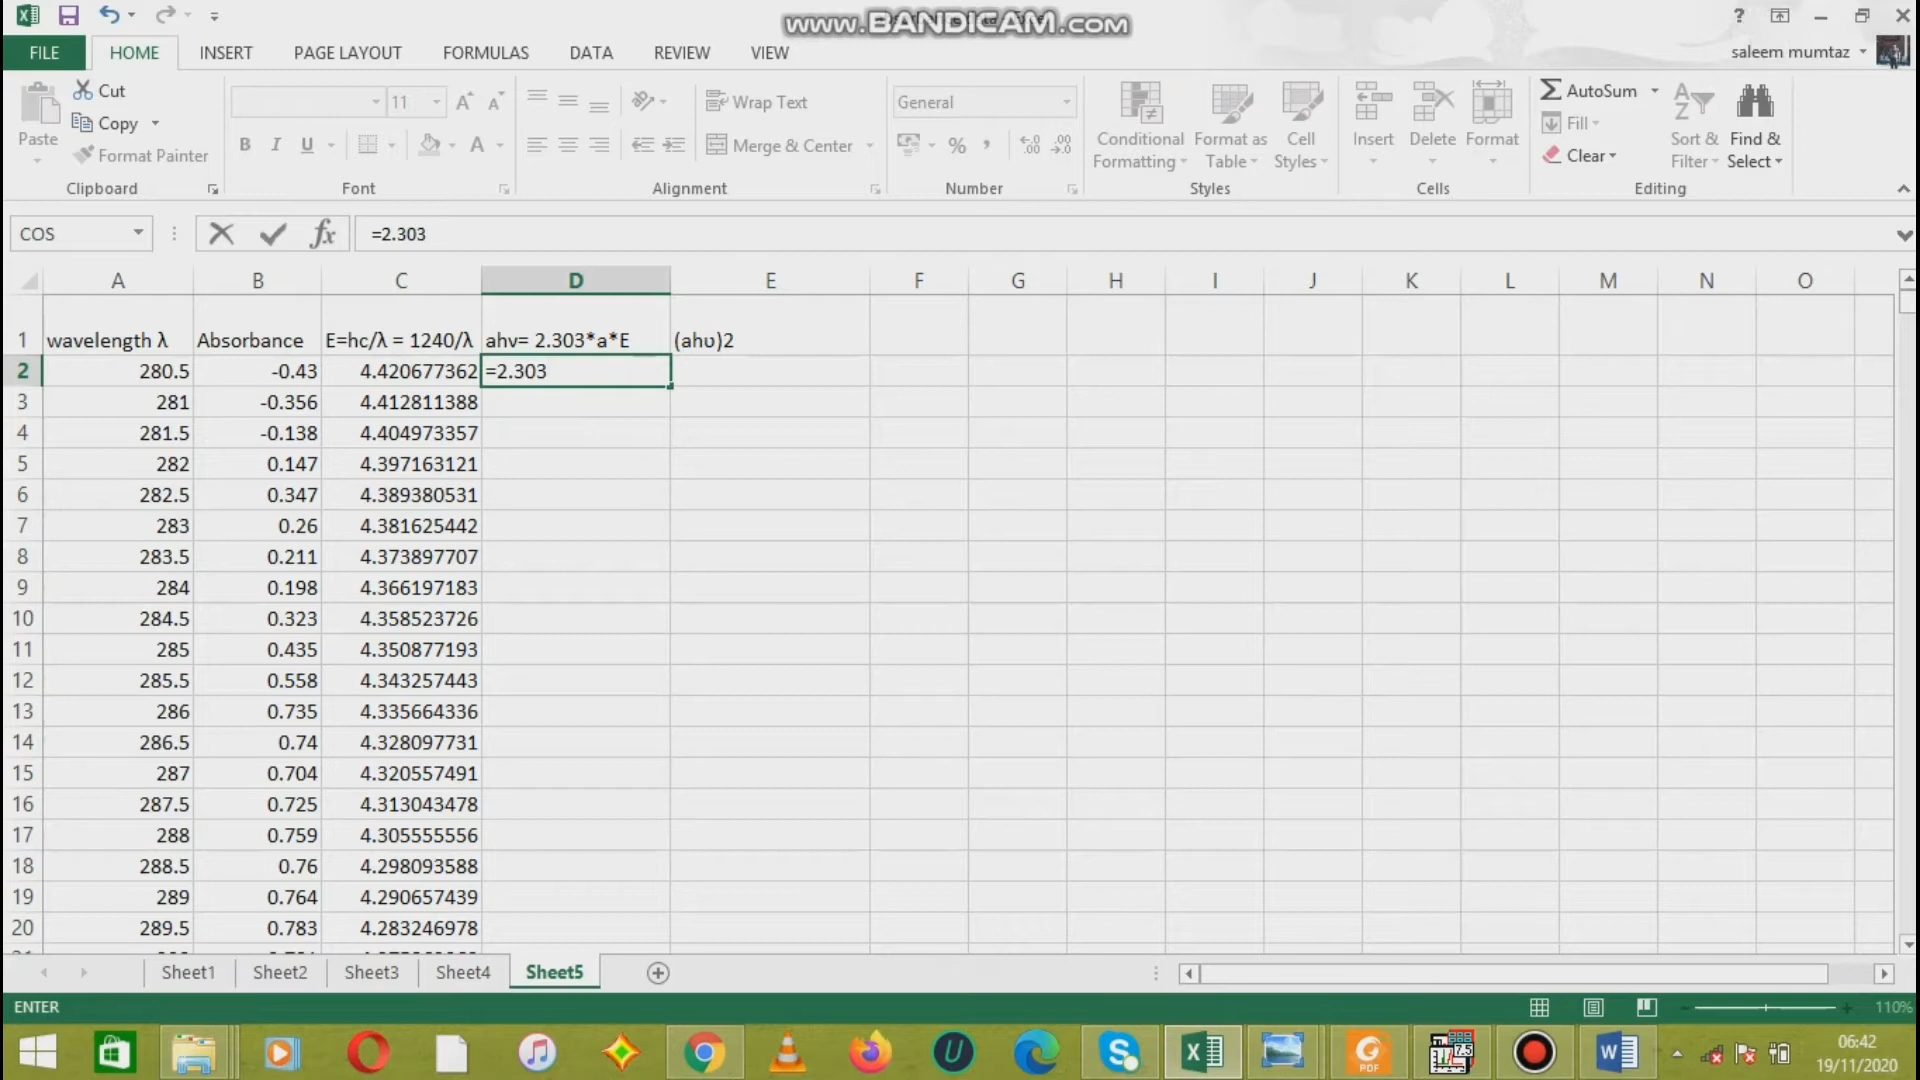 www.BANDICAM.com
FILE HOME INSERT PAGE LAYOUT FORMULAS DATA REVIEW VIEW
saleem mumtaz
Paste
Cut
Copy
Format Painter
Clipboard
11
B I U
Font
Wrap Text
Merge & Center
Alignment
General
%
Number
Conditional Formatting
Format as Table
Cell Styles
Styles
Insert
Delete
Format
Cells
AutoSum
Fill
Clear
Sort & Filter
Find & Select
Editing
COS =2.303
A B C D E F G H I J K L M N O
1 wavelength λ Absorbance E=hc/λ = 1240/λ ahv= 2.303*a*E (ahυ)2
2 280.5 -0.43 4.420677362 =2.303
3 281 -0.356 4.412811388
4 281.5 -0.138 4.404973357
5 282 0.147 4.397163121
6 282.5 0.347 4.389380531
7 283 0.26 4.381625442
8 283.5 0.211 4.373897707
9 284 0.198 4.366197183
10 284.5 0.323 4.358523726
11 285 0.435 4.350877193
12 285.5 0.558 4.343257443
13 286 0.735 4.335664336
14 286.5 0.74 4.328097731
15 287 0.704 4.320557491
16 287.5 0.725 4.313043478
17 288 0.759 4.305555556
18 288.5 0.76 4.298093588
19 289 0.764 4.290657439
20 289.5 0.783 4.283246978
Sheet1 Sheet2 Sheet3 Sheet4 Sheet5
ENTER
110%
06:42
19/11/2020